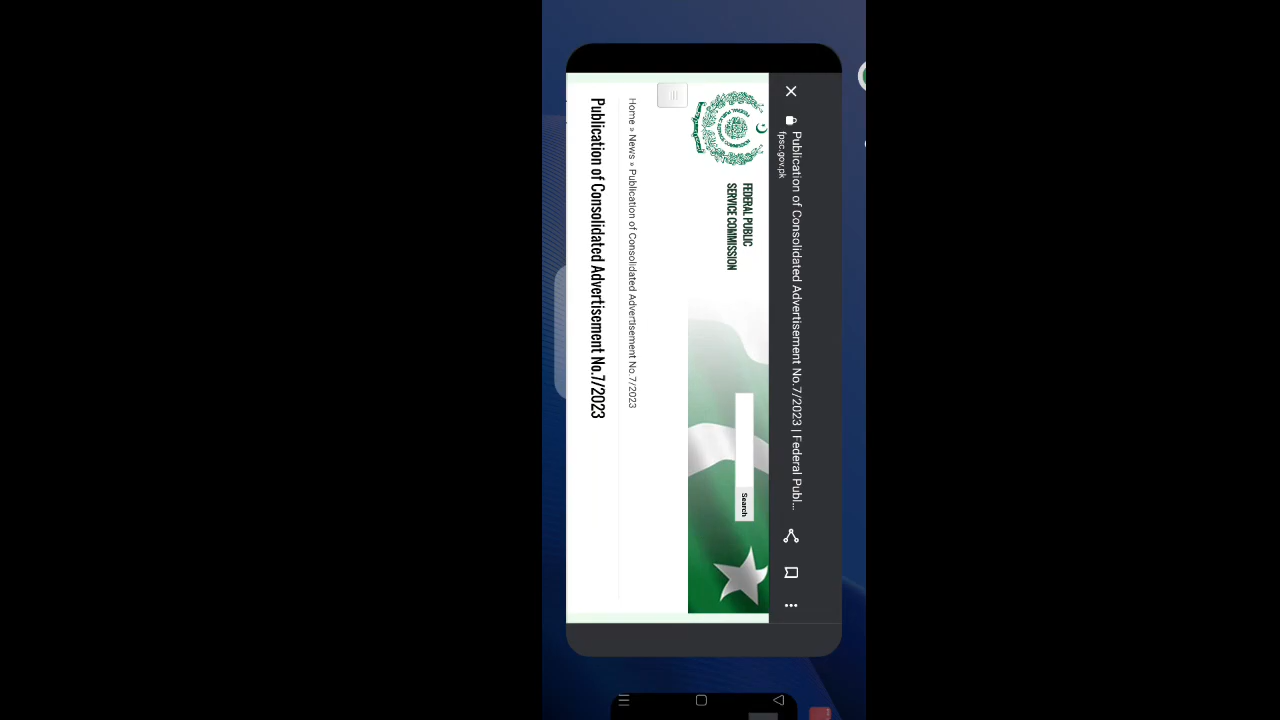 Publication of Consolidated Advertisement No.7/2023 | Federal Publ...
fpsc.gov.pk
FEDERAL PUBLIC
SERVICE COMMISSION
Search
Home » News » Publication of Consolidated Advertisement No.7/2023
Publication of Consolidated Advertisement No.7/2023